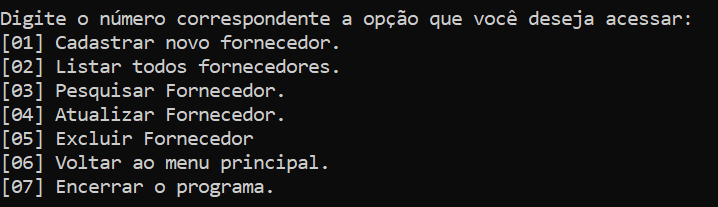 Digite o número correspondente a opção que você deseja acessar:
[01] Cadastrar novo fornecedor.
[02] Listar todos fornecedores.
[03] Pesquisar Fornecedor.
[04] Atualizar Fornecedor.
[05] Excluir Fornecedor
[06] Voltar ao menu principal.
[07] Encerrar o programa.